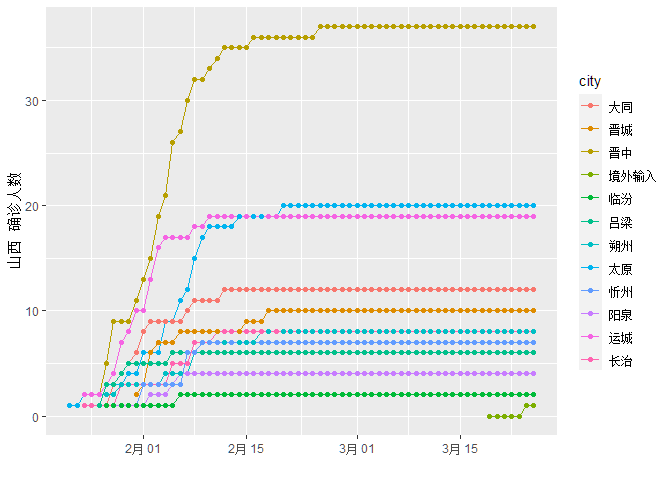 山西 确诊人数
30
20
10
0
2月 01
2月 15
3月 01
3月 15
city
大同
晋城
晋中
境外输入
临汾
吕梁
朔州
太原
忻州
阳泉
运城
长治